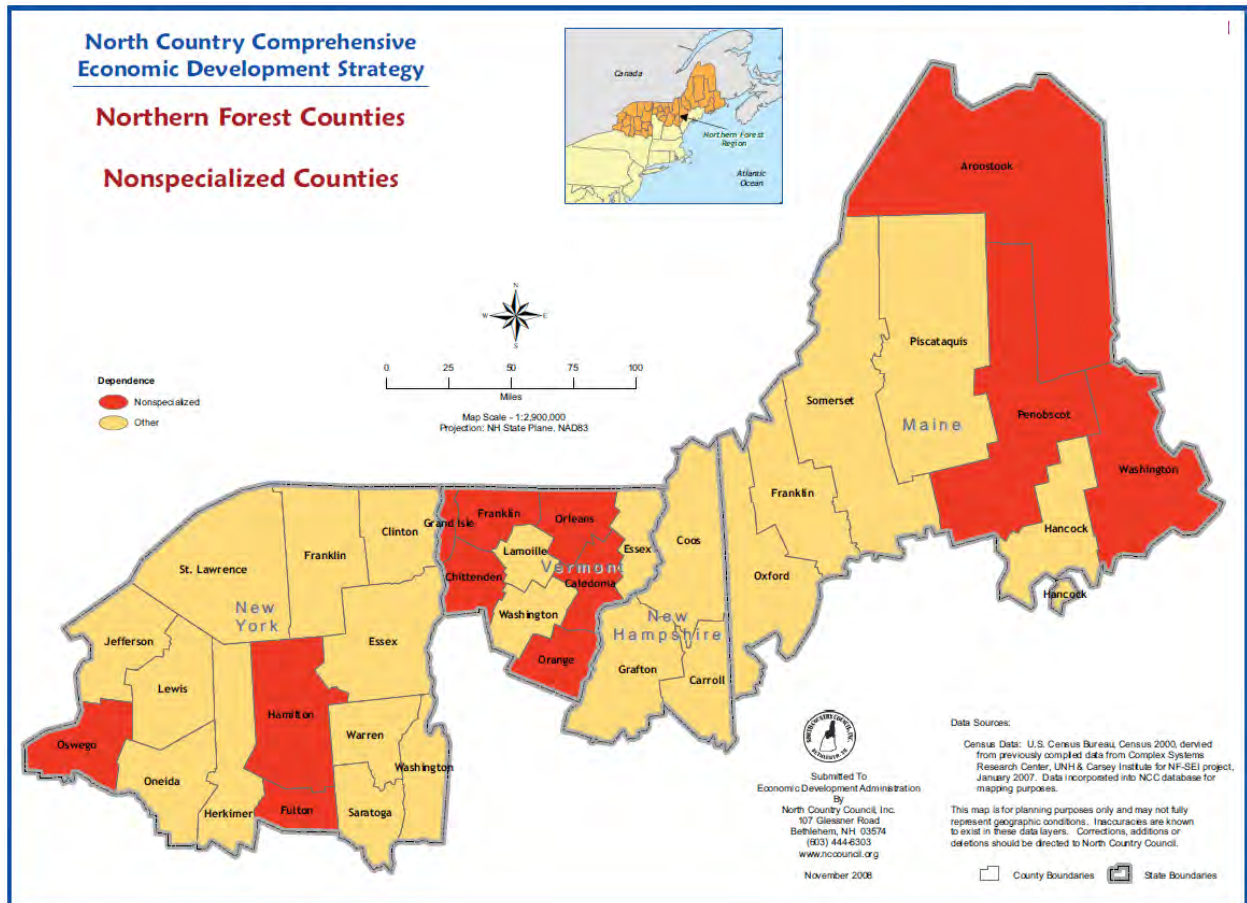 North Country Comprehensive
Economic Development Strategy
Northern Forest Counties
Nonspecialized Counties
Canada
Northern Forest
Region
Atlantic
Ocean
N
W
E
S
0
25
50
75
100
Miles
Map Scale - 1:2,900,000
Projection: NH State Plane, NAD83
Dependence
Nonspecialized
Other
Aroostook
Piscataquis
Somerset
Maine
Penobscot
Washington
Franklin
Hancock
Oxford
Hancock
Coos
New
Hampshire
Grafton
Carroll
Grand Isle
Franklin
Orleans
Essex
Lamoille
Vermont
Chittenden
Caledonia
Washington
Orange
Clinton
Franklin
St. Lawrence
New
York
Essex
Jefferson
Lewis
Hamilton
Oswego
Warren
Oneida
Washington
Herkimer
Fulton
Saratoga
Submitted To
Economic Development Administration
By
North Country Council, Inc.
107 Glessner Road
Bethlehem, NH 03574
(603) 444-6303
www.nccouncil.org
November 2008
Data Sources:
Census Data: U.S. Census Bureau, Census 2000, dervied
from previously compiled data from Complex Systems
Research Center, UNH & Carsey Institute for NF-SEI project,
January 2007. Data incorporated into NCC database for
mapping purposes.
This map is for planning purposes only and may not fully
represent geographic conditions. Inaccuracies are known
to exist in these data layers. Corrections, additions or
deletions should be directed to North Country Council.
County Boundaries
State Boundaries